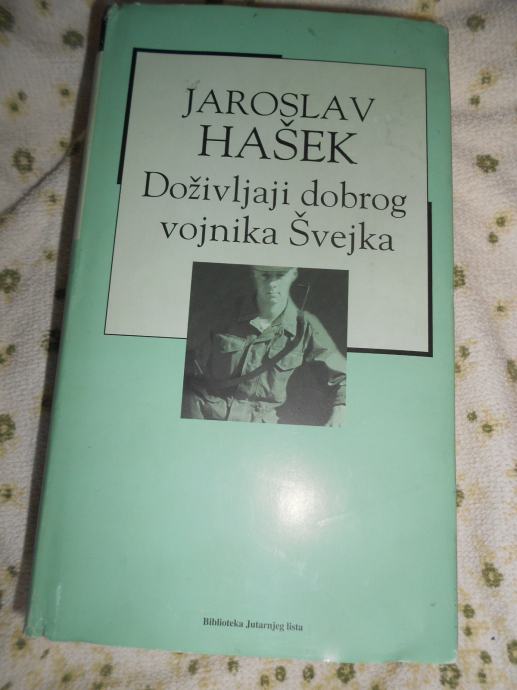 JAROSLAV
HAŠEK
Doživljaji dobrog
vojnika Švejka
Biblioteka Jutarnjeg lista